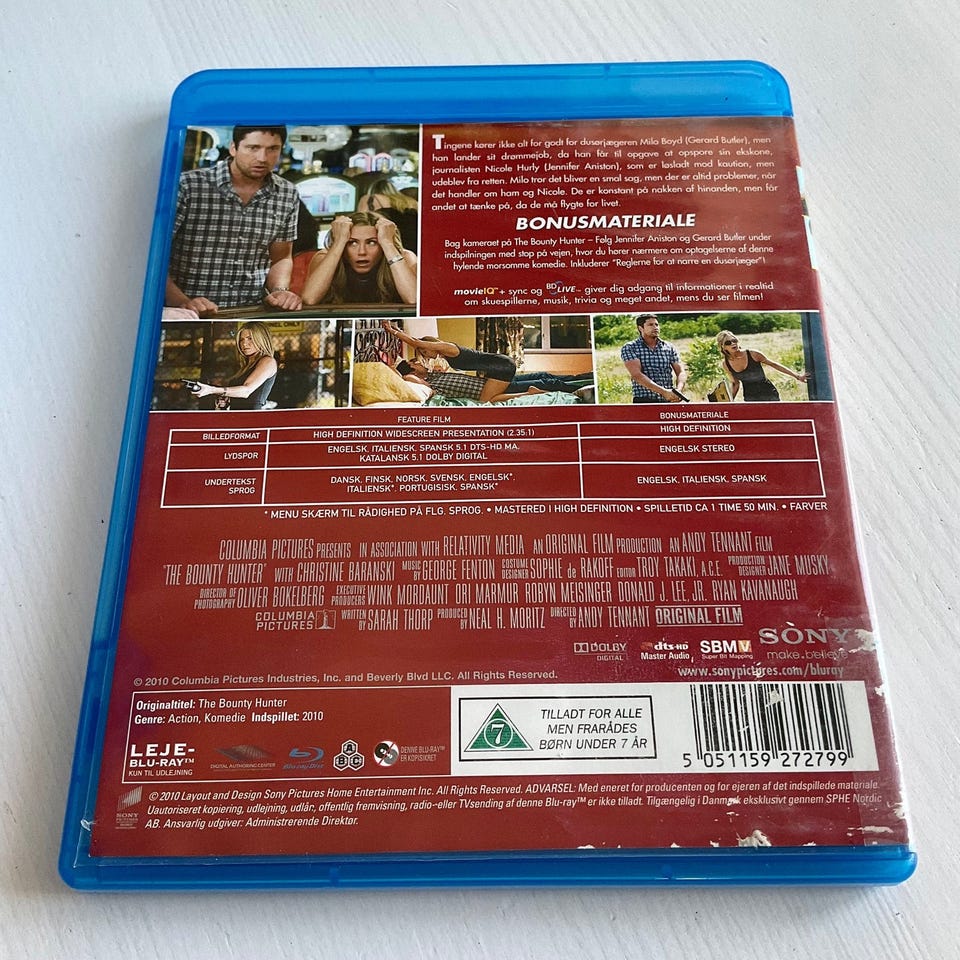 Tingene kører ikke alt for godt for dusørjægeren Milo Boyd (Gerard Butler), men
han lander sit drømmejob, da han får til opgave at opspore sin ekskone,
journalisten Nicole Hurly (Jennifer Aniston), som er løsladt mod kaution, men
udeblev fra retten. Milo tror det bliver en smal sag, men der er altid problemer, når
det handler om ham og Nicole. De er konstant på nakken af hinanden, men får
andet at tænke på, da de må flygte for livet.
BONUSMATERIALE
Bag kameraet på The Bounty Hunter – Følg Jennifer Aniston og Gerard Butler under
indspilningen med stop på vejen, hvor du hører nærmere om optagelserne af denne
hylende morsomme komedie. Inkluderer "Reglerne for at narre en dusørjæger"!
movieIQ™+ sync og BD LIVE™ giver dig adgang til informationer i realtid
om skuespillerne, musik, trivia og meget andet, mens du ser filmen!
FEATURE FILM BONUSMATERIALE
BILLEDFORMAT HIGH DEFINITION WIDESCREEN PRESENTATION (2.35:1) HIGH DEFINITION
LYDSPOR ENGELSK, ITALIENSK, SPANSK 5.1 DTS-HD MA, KATALANSK 5.1 DOLBY DIGITAL ENGELSK STEREO
UNDERTEKST SPROG DANSK, FINSK, NORSK, SVENSK, ENGELSK*, ITALIENSK*, PORTUGISISK, SPANSK* ENGELSK, ITALIENSK, SPANSK
* MENU SKÆRM TIL RÅDIGHED PÅ FLG. SPROG. • MASTERED IN HIGH DEFINITION • SPILLETID CA 1 TIME 50 MIN. • FARVER
COLUMBIA PICTURES PRESENTS IN ASSOCIATION WITH RELATIVITY MEDIA AN ORIGINAL FILM PRODUCTION AN ANDY TENNANT FILM
"THE BOUNTY HUNTER" WITH CHRISTINE BARANSKI MUSIC BY GEORGE FENTON COSTUME DESIGNER SOPHIE de RAKOFF EDITOR TROY TAKAKI, A.C.E. PRODUCTION DESIGNER JANE MUSKY
DIRECTOR OF PHOTOGRAPHY OLIVER BOKELBERG EXECUTIVE PRODUCERS WINK MORDAUNT ORI MARMUR ROBYN MEISINGER DONALD J. LEE, JR. RYAN KAVANAUGH
COLUMBIA PICTURES WRITTEN BY SARAH THORP PRODUCED BY NEAL H. MORITZ DIRECTED BY ANDY TENNANT ORIGINAL FILM
DOLBY DIGITAL dts-HD Master Audio SBMV Super Bit Mapping SONY make.believe
www.sonypictures.com/bluray
© 2010 Columbia Pictures Industries, Inc. and Beverly Blvd LLC. All Rights Reserved.
Originaltitel: The Bounty Hunter
Genre: Action, Komedie Indspillet: 2010
LEJE-
BLU-RAY™
KUN TIL UDLEJNING
DIGITAL AUTHORING CENTER
Blu-ray Disc
A B C
DENNE BLU-RAY™
ER KOPISIKRET
7
TILLADT FOR ALLE
MEN FRARÅDES
BØRN UNDER 7 ÅR
5 051159 272799
SONY PICTURES
© 2010 Layout and Design Sony Pictures Home Entertainment Inc. All Rights Reserved. ADVARSEL: Med eneret for producenten og for ejeren af det indspillede materiale.
Uautoriseret kopiering, udlejning, udlån, offentlig fremvisning, radio-eller TVsending af denne Blu-ray™ er ikke tilladt. Tilgængelig i Danmark eksklusivt gennem SPHE Nordic
AB. Ansvarlig udgiver: Administrerende Direktør.